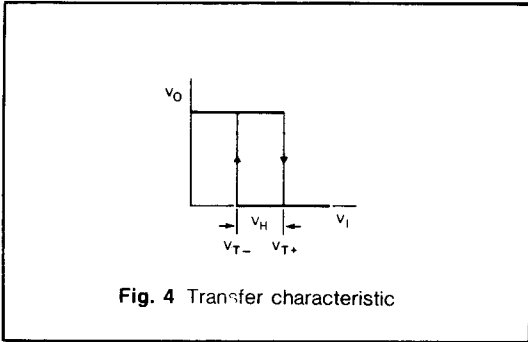 VO
VH
VI
VT−
VT+
Fig. 4 Transfer characteristic